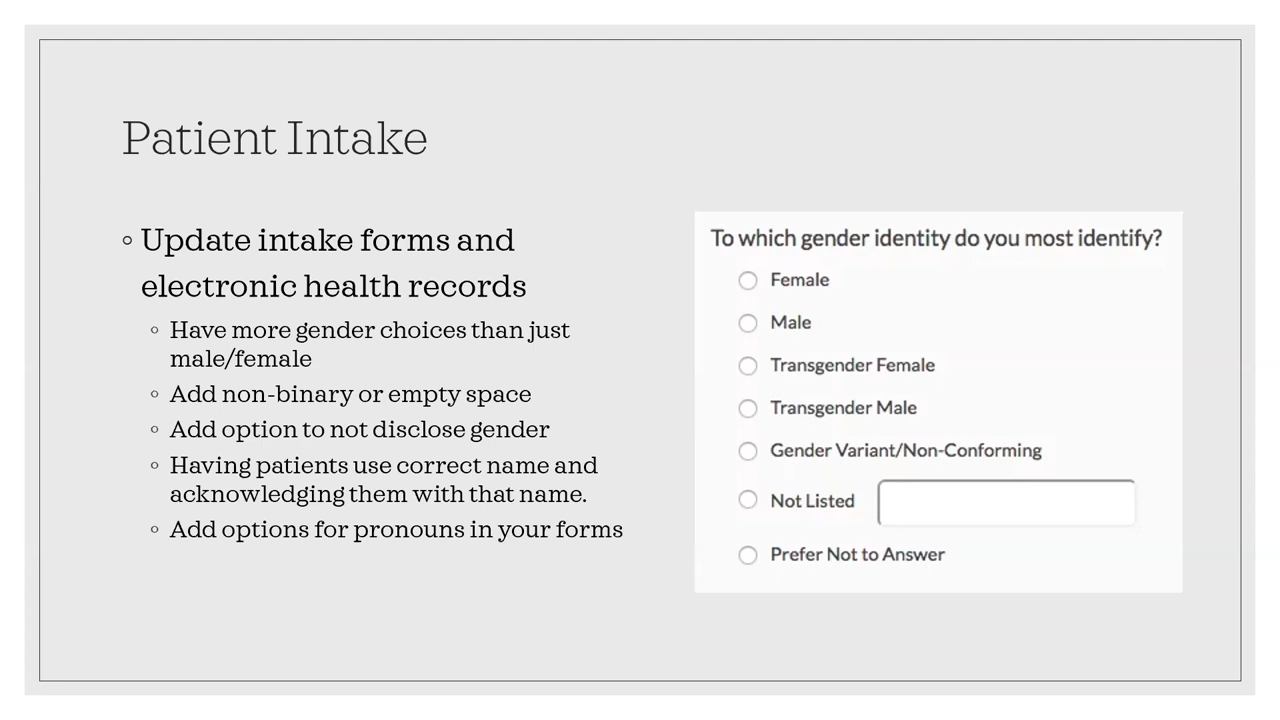 Patient Intake
Update intake forms and
electronic health records
Have more gender choices than just
male/female
Add non-binary or empty space
Add option to not disclose gender
Having patients use correct name and
acknowledging them with that name.
Add options for pronouns in your forms
To which gender identity do you most identify?
Female
Male
Transgender Female
Transgender Male
Gender Variant/Non-Conforming
Not Listed
Prefer Not to Answer